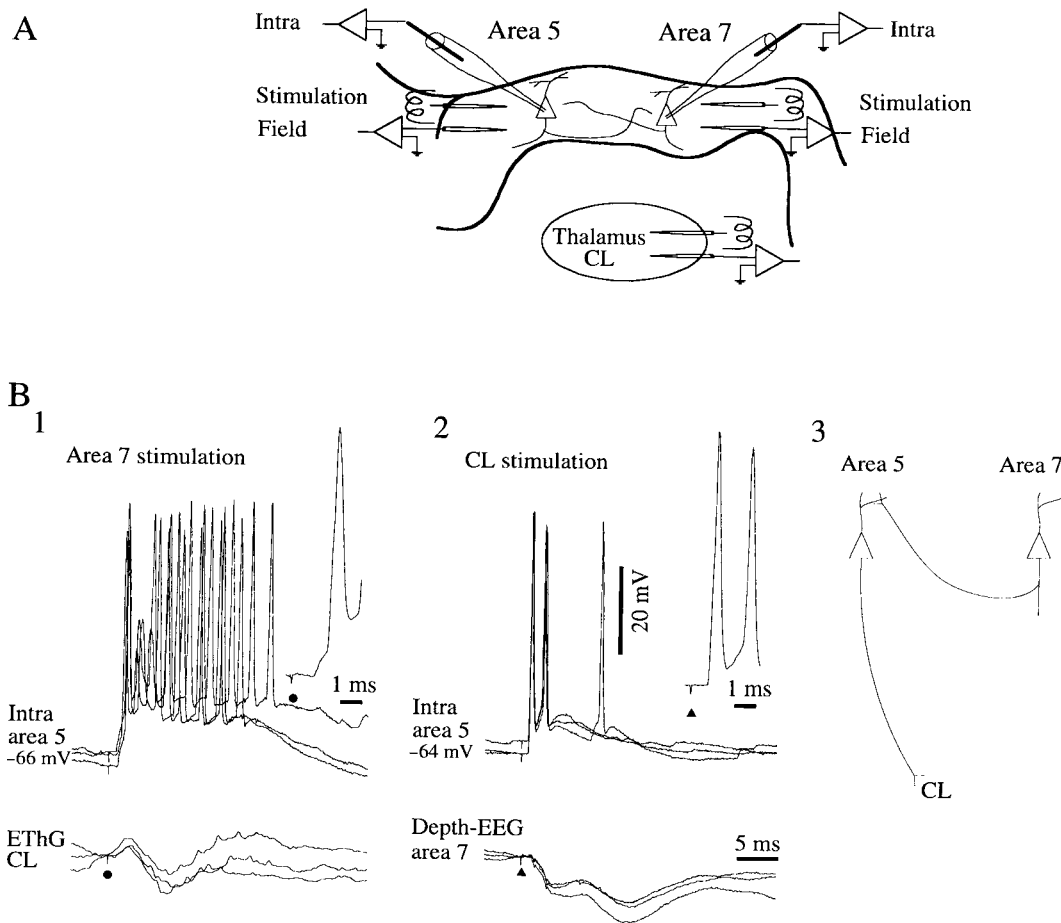 A
Intra
Area 5
Area 7
Intra
Stimulation
Field
Stimulation
Field
Thalamus
CL
B
1
Area 7 stimulation
1 ms
Intra
area 5
–66 mV
EThG
CL
2
CL stimulation
20 mV
1 ms
Intra
area 5
–64 mV
Depth-EEG
area 7
5 ms
3
Area 5
Area 7
CL